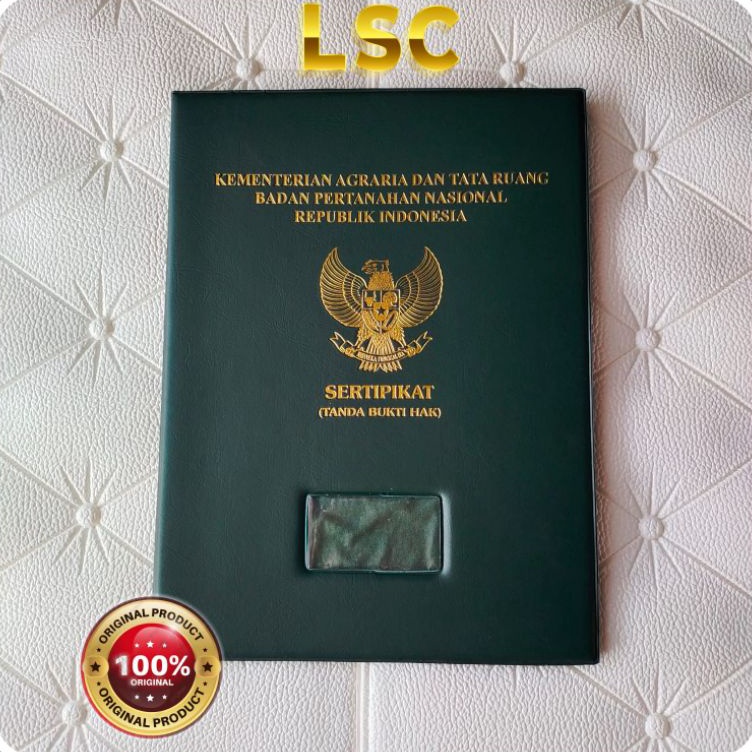 LSC
KEMENTERIAN AGRARIA DAN TATA RUANG
BADAN PERTANAHAN NASIONAL
REPUBLIK INDONESIA
SERTIPIKAT
(TANDA BUKTI HAK)
ORIGINAL PRODUCT
100%
ORIGINAL
ORIGINAL PRODUCT